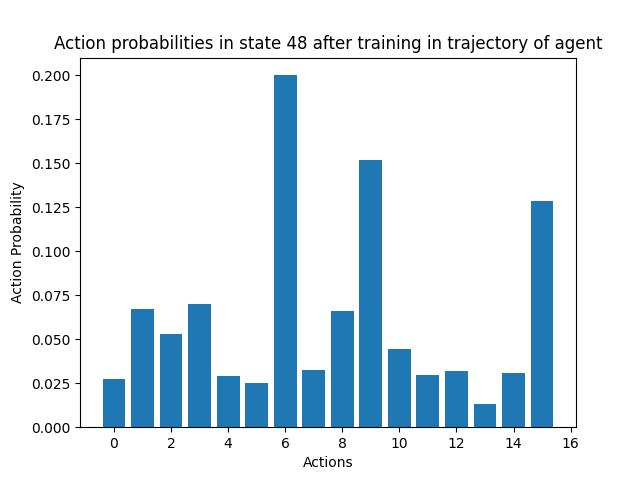 Action probabilities in state 48 after training in trajectory of agent
0.200
0.175
0.150
0.125
0.100
0.075
0.050
0.025
0.000
Action Probability
0 2 4 6 8 10 12 14 16
Actions